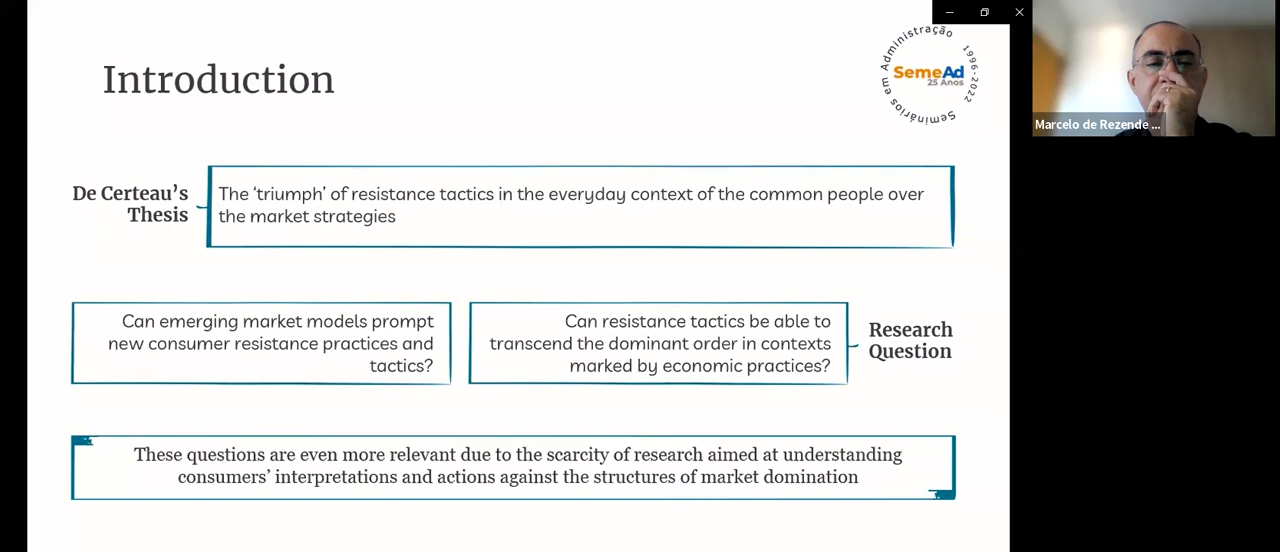 Introduction
Seminários em Administração 1996-2022
SemeAd
25 Anos
Marcelo de Rezende ...
De Certeau's
Thesis
The ‘triumph’ of resistance tactics in the everyday context of the common people over
the market strategies
Can emerging market models prompt
new consumer resistance practices and
tactics?
Can resistance tactics be able to
transcend the dominant order in contexts
marked by economic practices?
Research
Question
These questions are even more relevant due to the scarcity of research aimed at understanding
consumers’ interpretations and actions against the structures of market domination